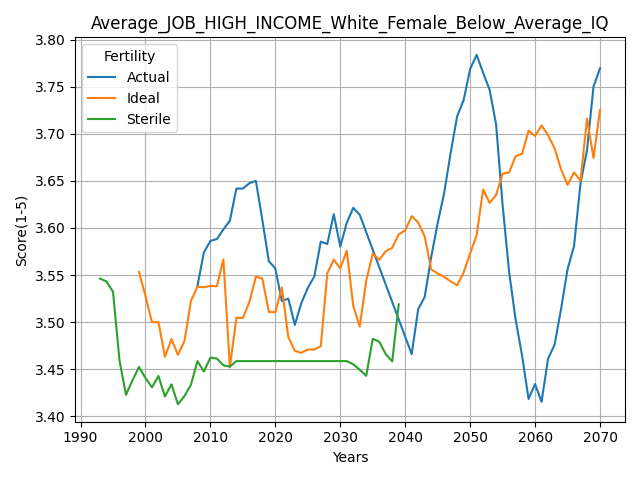 Average_JOB_HIGH_INCOME_White_Female_Below_Average_IQ
Fertility
Actual
Ideal
Sterile
Score(1-5)
3.80
3.75
3.70
3.65
3.60
3.55
3.50
3.45
3.40
1990 2000 2010 2020 2030 2040 2050 2060 2070
Years